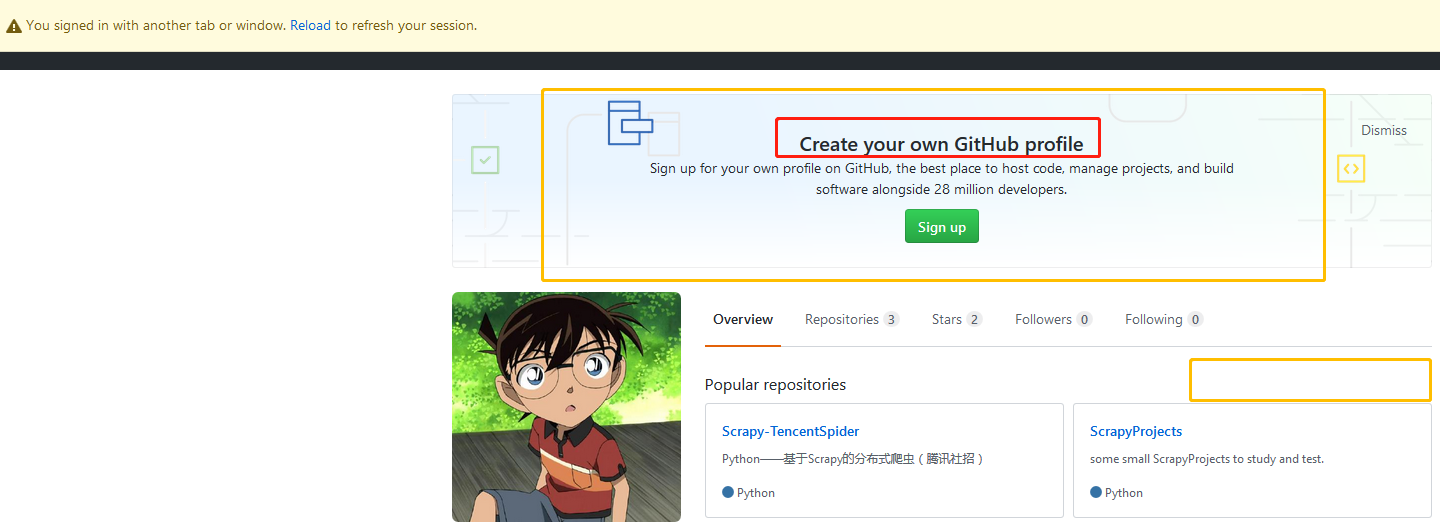 You signed in with another tab or window. Reload to refresh your session.
Dismiss
Create your own GitHub profile
Sign up for your own profile on GitHub, the best place to host code, manage projects, and build
software alongside 28 million developers.
Sign up
Overview Repositories 3 Stars 2 Followers 0 Following 0
Popular repositories
Scrapy-TencentSpider
Python——基于Scrapy的分布式爬虫（腾讯社招）
Python
ScrapyProjects
some small ScrapyProjects to study and test.
Python